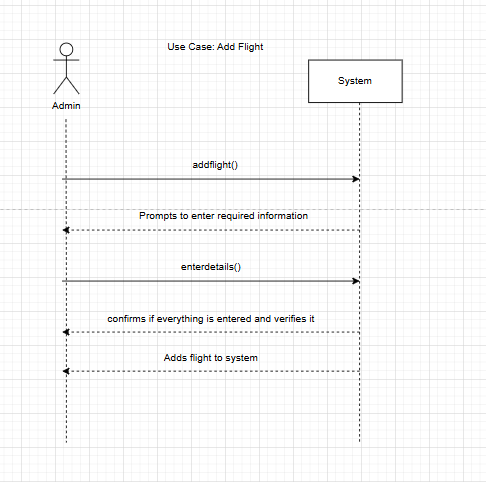 Use Case: Add Flight
System
Admin
addflight()
Prompts to enter required information
enterdetails()
confirms if everything is entered and verifies it
Adds flight to system